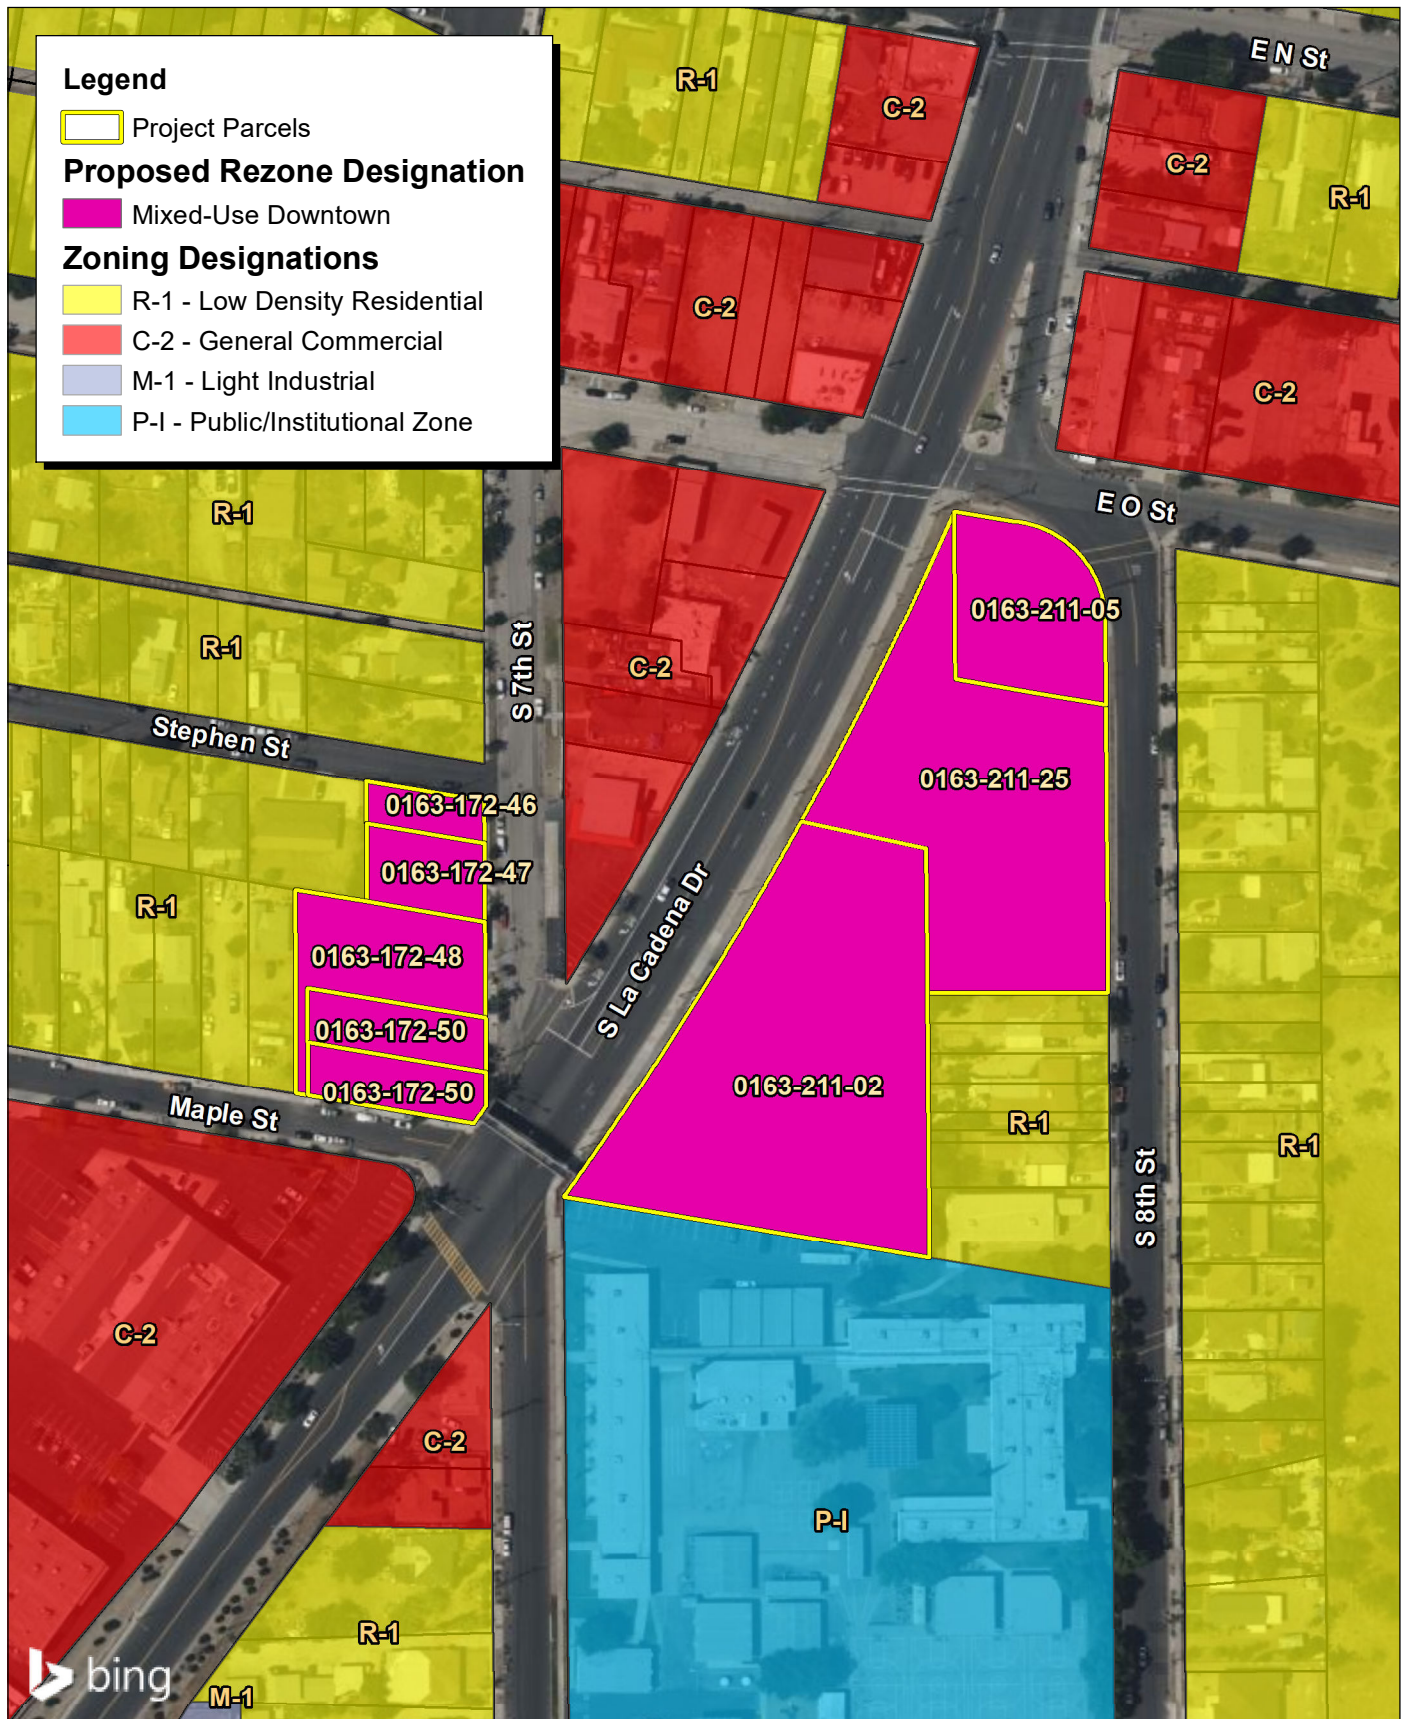 Legend
Project Parcels
Proposed Rezone Designation
Mixed-Use Downtown
Zoning Designations
R-1 - Low Density Residential
C-2 - General Commercial
M-1 - Light Industrial
P-I - Public/Institutional Zone
E N St
R-1
C-2
C-2
R-1
C-2
C-2
E O St
R-1
0163-211-05
R-1
S 7th St
C-2
Stephen St
0163-211-25
0163-172-46
0163-172-47
R-1
0163-172-48
S La Cadena Dr
0163-172-50
0163-172-50
0163-211-02
Maple St
R-1
R-1
S 8th St
C-2
C-2
P-I
R-1
M-1
bing